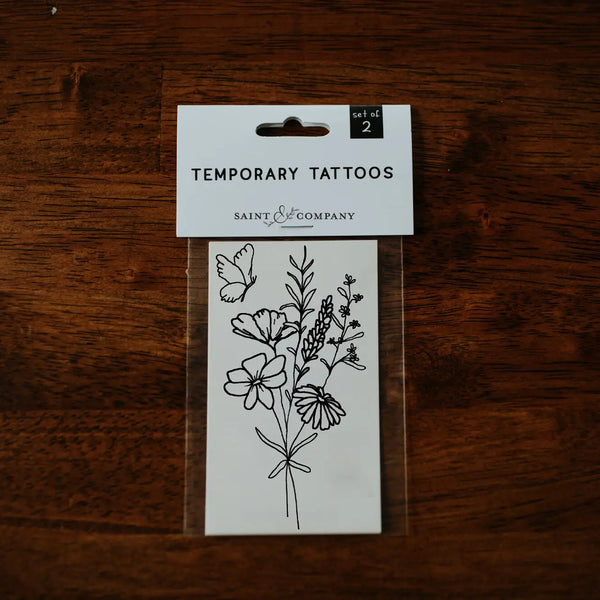 set of
2
TEMPORARY TATTOOS
SAINT & COMPANY